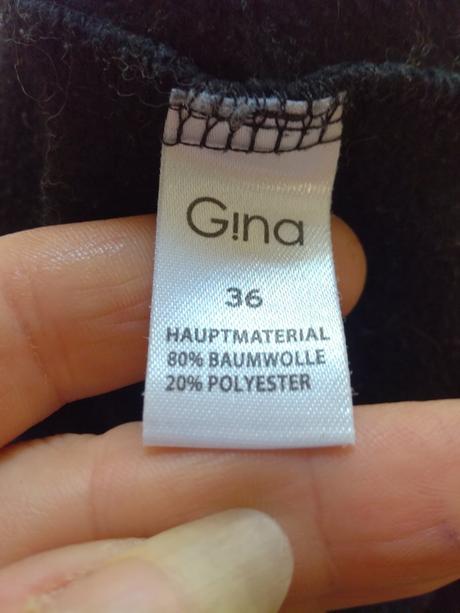 G!na
36
HAUPTMATERIAL
80% BAUMWOLLE
20% POLYESTER